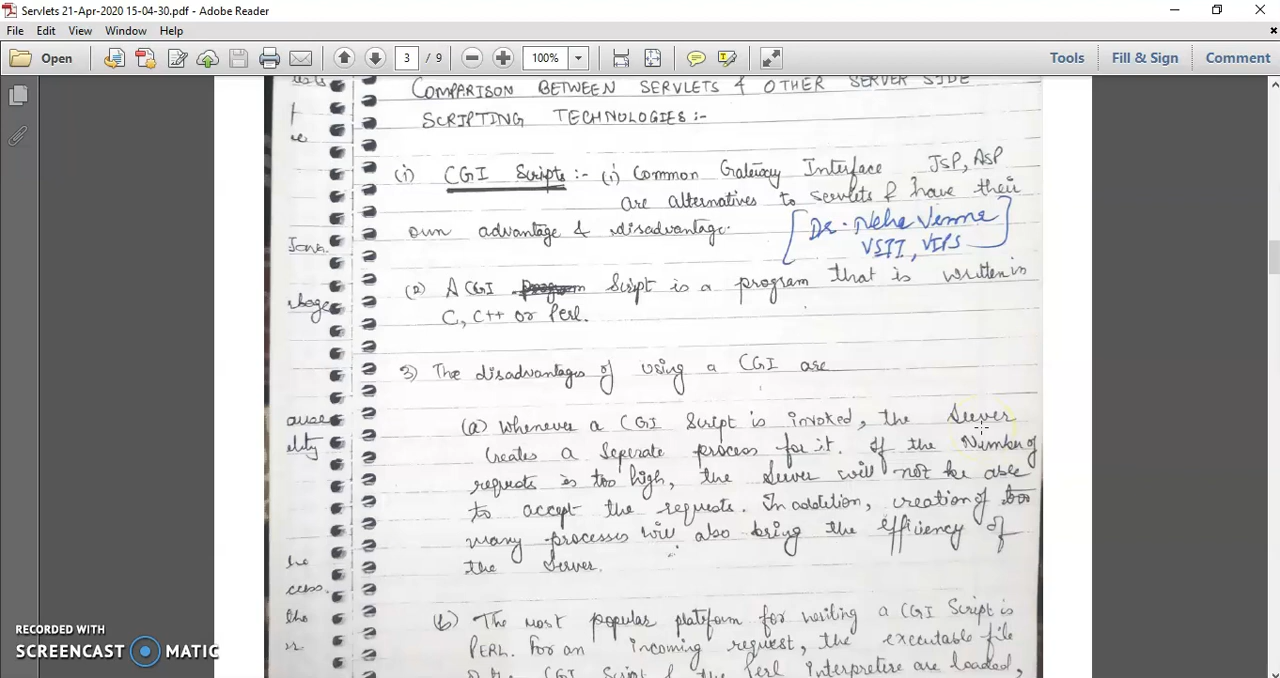 Servlets 21-Apr-2020 15-04-30.pdf - Adobe Reader
File Edit View Window Help
Open 3 / 9 100% Tools Fill & Sign Comment
COMPARISON BETWEEN SERVLETS & OTHER SERVER SIDE
SCRIPTING TECHNOLOGIES:-
(i) CGI Scripts:- (i) Common Gateway Interface JSP, ASP
are alternatives to servlets & have their
own advantage & disadvantage.
[Dr. Neha Verma
VSIT, VIPS]
(2) A CGI Script is a program that is written in
C, C++ or Perl.
3) The disadvantages of using a CGI are
(a) Whenever a CGI Script is invoked, the Server
creates a seperate process for it. If the Number of
requests is too high, the Server will not be able
to accept the requests. In addition, creation of too
many processes will also bring the efficiency of
the Server.
(b) The most popular platform for writing a CGI Script is
PERL. For an incoming request, the executable file
CGI Script & the Perl Interpretire are loaded,
RECORDED WITH
SCREENCAST MATIC